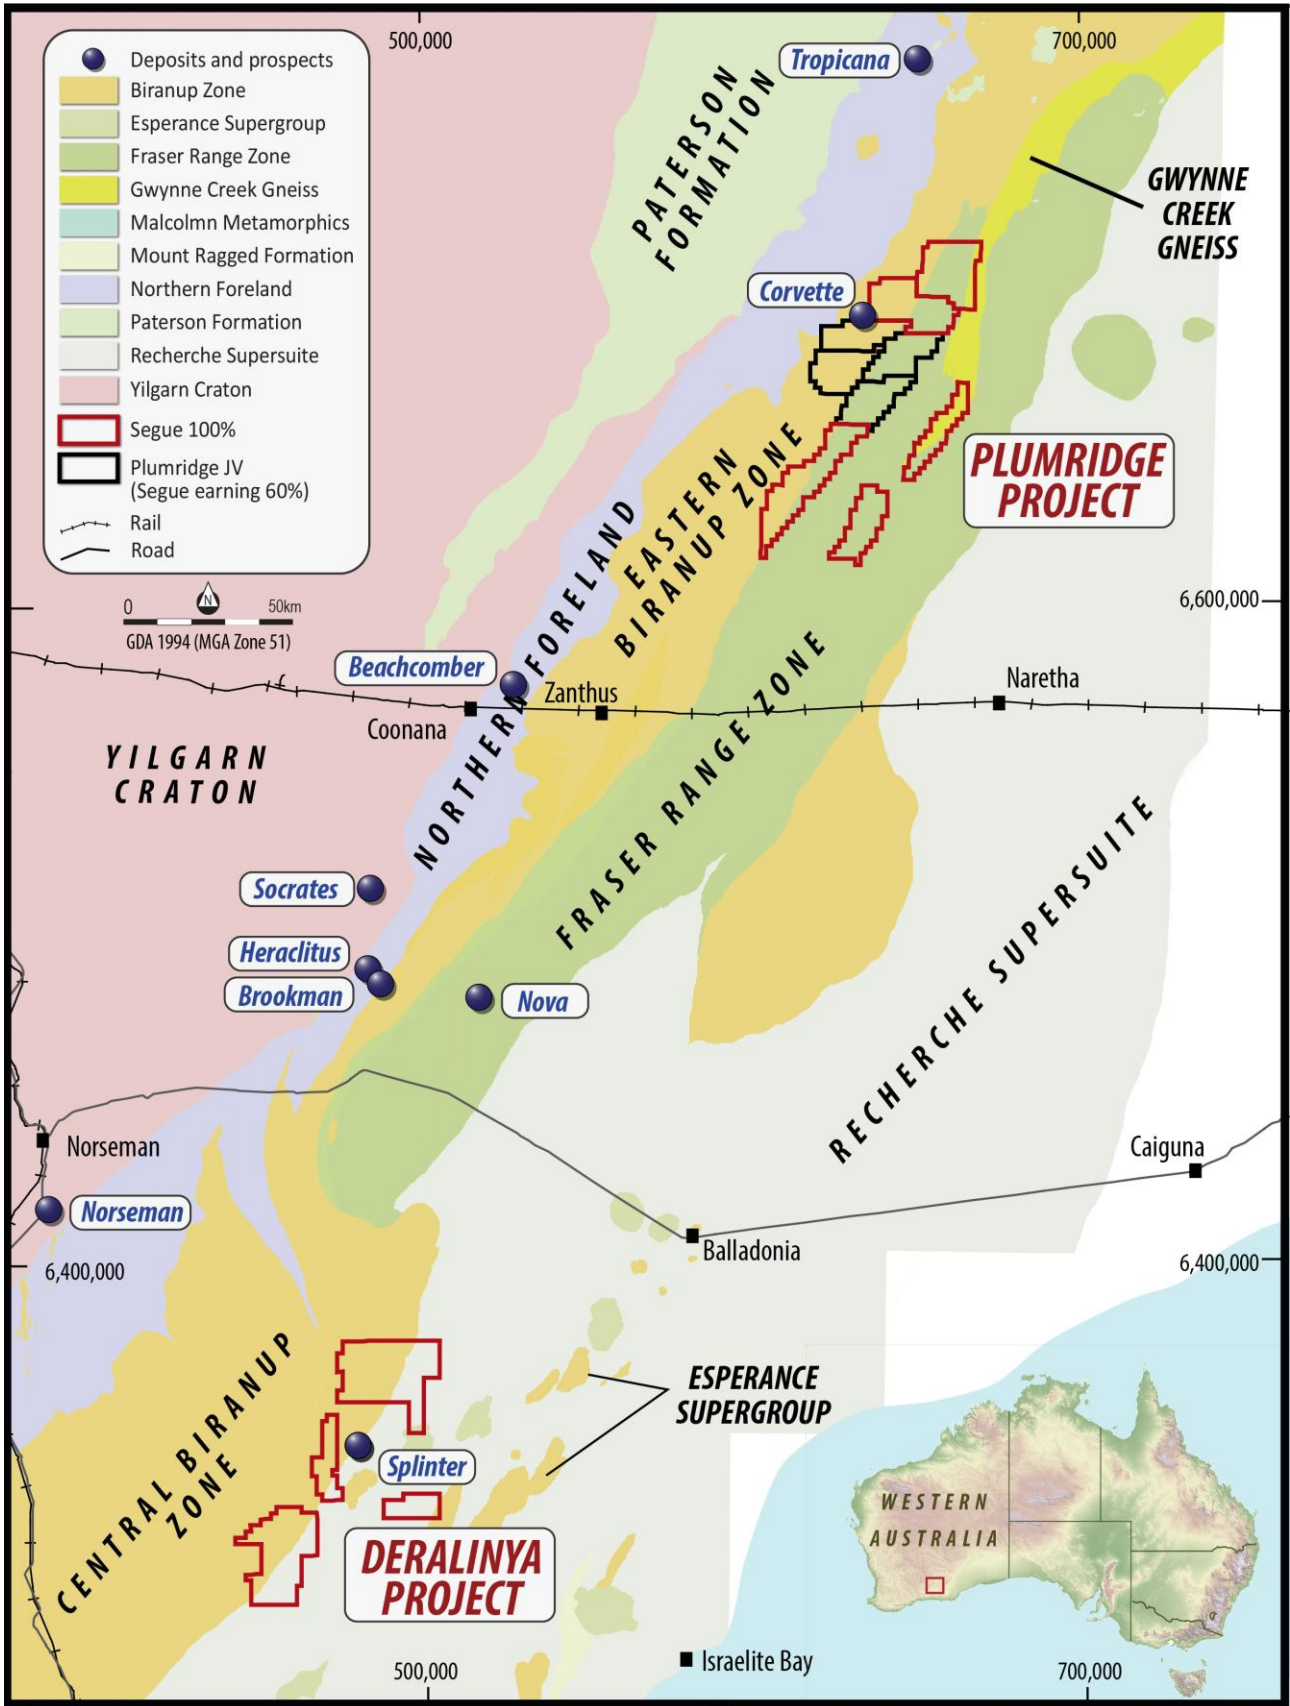 500,000
700,000
Deposits and prospects
Biranup Zone
Esperance Supergroup
Fraser Range Zone
Gwynne Creek Gneiss
Malcolmn Metamorphics
Mount Ragged Formation
Northern Foreland
Paterson Formation
Recherche Supersuite
Yilgarn Craton
Segue 100%
Plumridge JV
(Segue earning 60%)
Rail
Road
0
N
50km
GDA 1994 (MGA Zone 51)
Tropicana
PATERSON
FORMATION
GWYNNE
CREEK
GNEISS
Corvette
PLUMRIDGE
PROJECT
EASTERN
BIRANUP ZONE
NORTHERN FORELAND
6,600,000
Beachcomber
Zanthus
Naretha
Coonana
YILGARN
CRATON
FRASER RANGE ZONE
Socrates
Heraclitus
Brookman
Nova
RECHERCHE SUPERSUITE
Norseman
Caiguna
Norseman
Balladonia
6,400,000
6,400,000
ESPERANCE
SUPERGROUP
CENTRAL BIRANUP
ZONE
Splinter
DERALINYA
PROJECT
WESTERN
AUSTRALIA
Israelite Bay
500,000
700,000